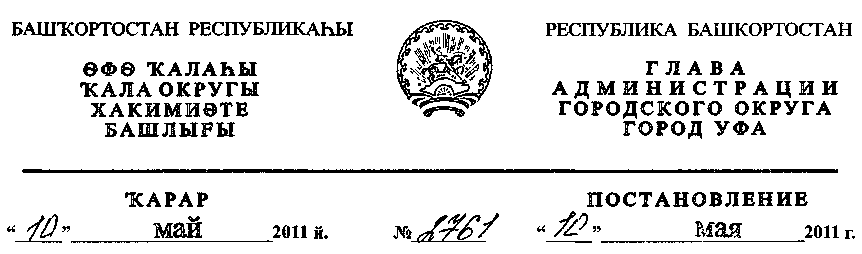 БАШҠОРТОСТАН РЕСПУБЛИКАҺЫ
ӨФӨ ҠАЛАҺЫ
ҠАЛА ОКРУГЫ
ХАКИМИӘТЕ
БАШЛЫҒЫ
РЕСПУБЛИКА БАШКОРТОСТАН
ГЛАВА
АДМИНИСТРАЦИИ
ГОРОДСКОГО ОКРУГА
ГОРОД УФА
ҠАРАР
ПОСТАНОВЛЕНИЕ
“10” май 2011 й. № 2761 “10” мая 2011 г.